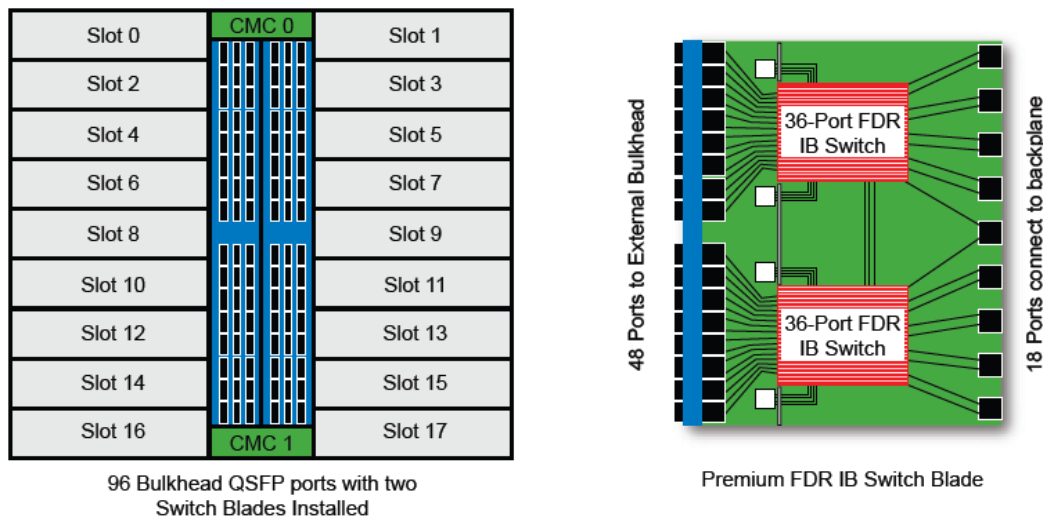 Slot 0
CMC 0
Slot 1
Slot 2
Slot 3
Slot 4
Slot 5
Slot 6
Slot 7
Slot 8
Slot 9
Slot 10
Slot 11
Slot 12
Slot 13
Slot 14
Slot 15
Slot 16
CMC 1
Slot 17
96 Bulkhead QSFP ports with two
Switch Blades Installed
48 Ports to External Bulkhead
36-Port FDR
IB Switch
36-Port FDR
IB Switch
18 Ports connect to backplane
Premium FDR IB Switch Blade